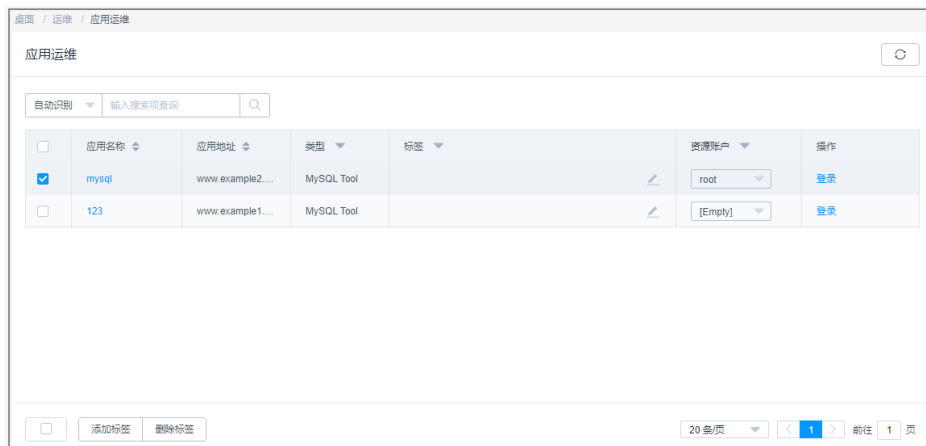 桌面 / 运维 / 应用运维
应用运维
自动识别 输入搜索项查询
应用名称 应用地址 类型 标签 资源账户 操作
mysql www.example2.... MySQL Tool root 登录
123 www.example1.... MySQL Tool [Empty] 登录
添加标签 删除标签 20 条/页 1 前往 1 页